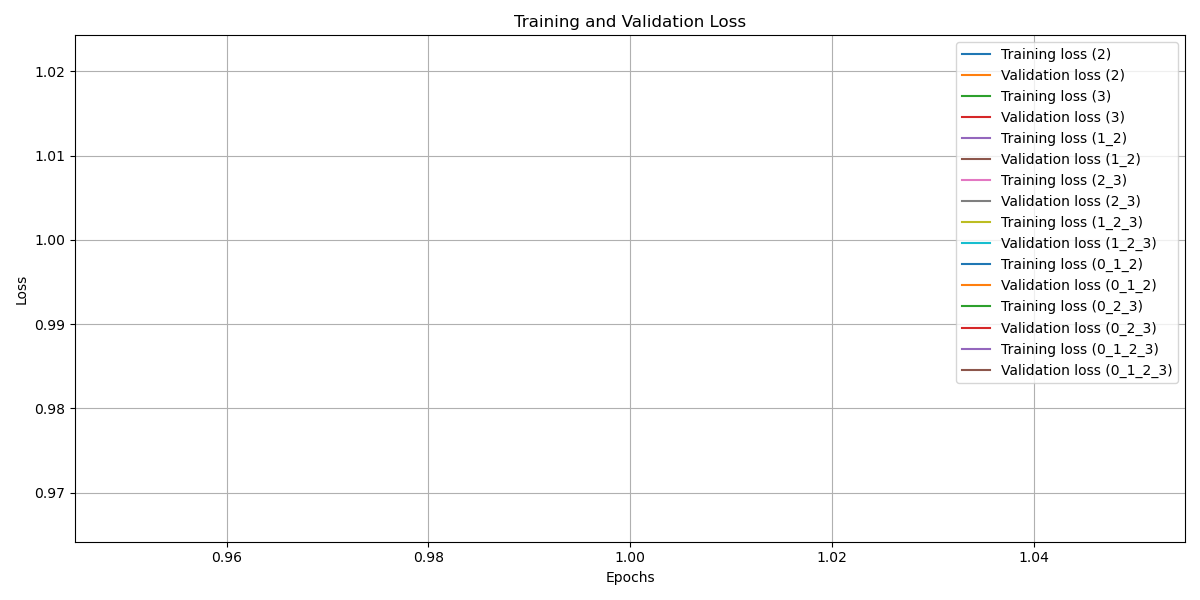 Training and Validation Loss
Loss
1.02
1.01
1.00
0.99
0.98
0.97
Training loss (2)
Validation loss (2)
Training loss (3)
Validation loss (3)
Training loss (1_2)
Validation loss (1_2)
Training loss (2_3)
Validation loss (2_3)
Training loss (1_2_3)
Validation loss (1_2_3)
Training loss (0_1_2)
Validation loss (0_1_2)
Training loss (0_2_3)
Validation loss (0_2_3)
Training loss (0_1_2_3)
Validation loss (0_1_2_3)
0.96 0.98 1.00 1.02 1.04
Epochs